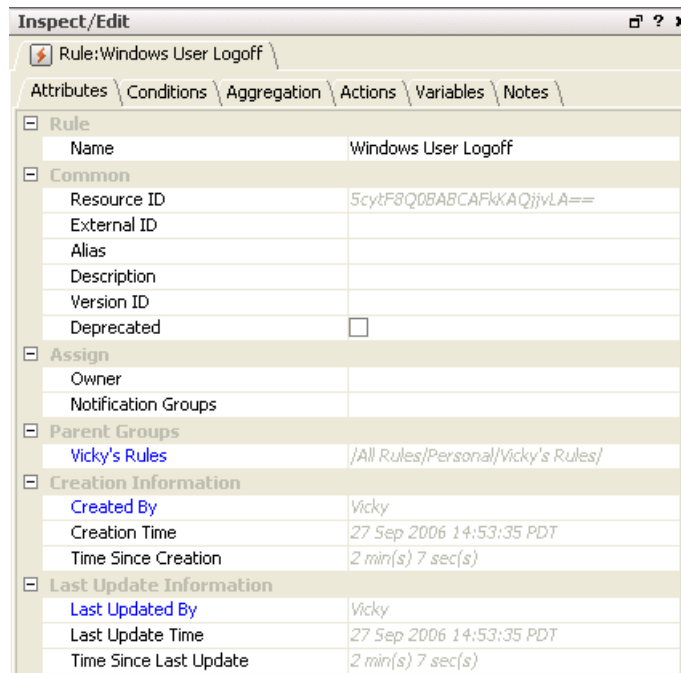 Inspect/Edit
Rule:Windows User Logoff
Attributes Conditions Aggregation Actions Variables Notes
Rule
Name Windows User Logoff
Common
Resource ID 5cytF8Q0BABCAFkKAQjjvLA==
External ID
Alias
Description
Version ID
Deprecated
Assign
Owner
Notification Groups
Parent Groups
Vicky's Rules /All Rules/Personal/Vicky's Rules/
Creation Information
Created By Vicky
Creation Time 27 Sep 2006 14:53:35 PDT
Time Since Creation 2 min(s) 7 sec(s)
Last Update Information
Last Updated By Vicky
Last Update Time 27 Sep 2006 14:53:35 PDT
Time Since Last Update 2 min(s) 7 sec(s)